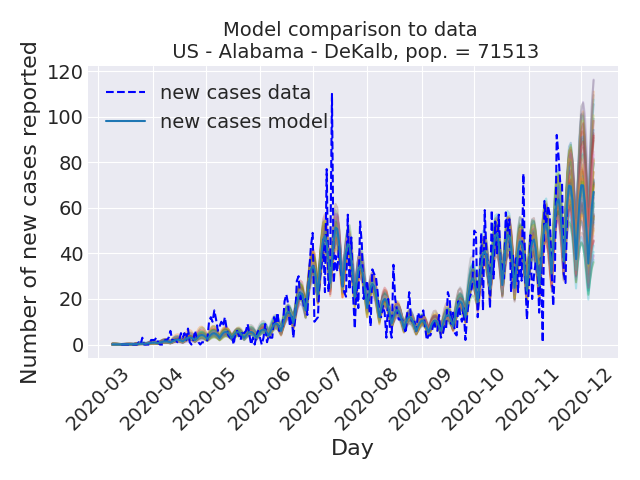 Model comparison to data
US - Alabama - DeKalb, pop. = 71513
Number of new cases reported
120
100
80
60
40
20
0
new cases data
new cases model
2020-03
2020-04
2020-05
2020-06
2020-07
2020-08
2020-09
2020-10
2020-11
2020-12
Day